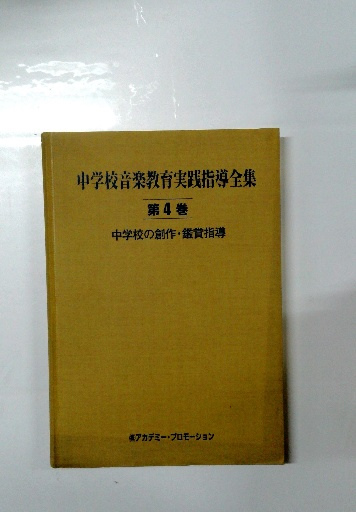 中学校音楽教育実践指導全集
第4巻
中学校の創作・鑑賞指導
㈱アカデミー・プロモーション